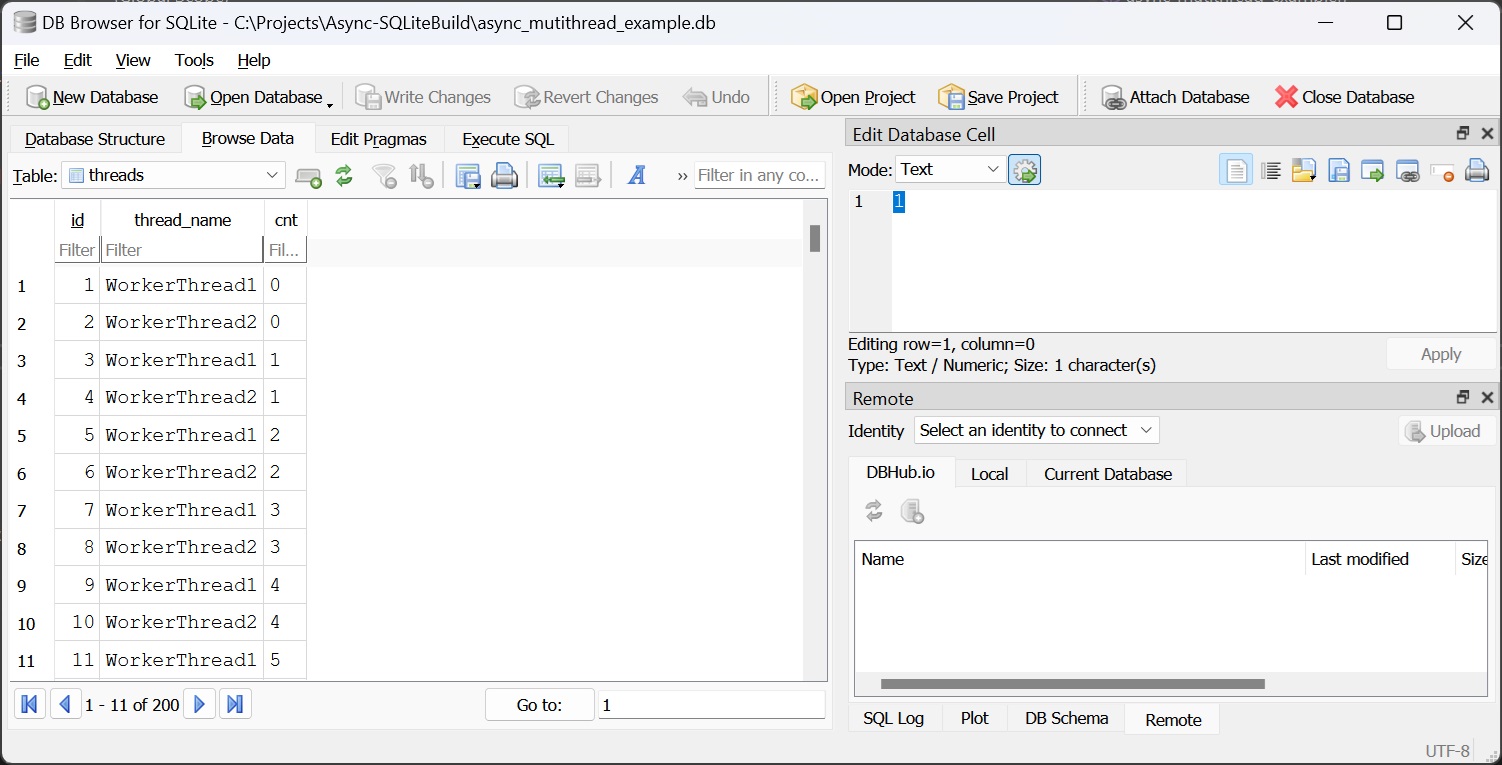 DB Browser for SQLite - C:\Projects\Async-SQLiteBuild\async_mutithread_example.db
File Edit View Tools Help
New Database Open Database Write Changes Revert Changes Undo Open Project Save Project Attach Database Close Database
Database Structure Browse Data Edit Pragmas Execute SQL
Table: threads » Filter in any co...
id thread_name cnt
Filter Filter Fil...
1 1 WorkerThread1 0
2 2 WorkerThread2 0
3 3 WorkerThread1 1
4 4 WorkerThread2 1
5 5 WorkerThread1 2
6 6 WorkerThread2 2
7 7 WorkerThread1 3
8 8 WorkerThread2 3
9 9 WorkerThread1 4
10 10 WorkerThread2 4
11 11 WorkerThread1 5
1 - 11 of 200 Go to: 1
Edit Database Cell
Mode: Text
1 1
Editing row=1, column=0
Type: Text / Numeric; Size: 1 character(s)
Apply
Remote
Identity Select an identity to connect Upload
DBHub.io Local Current Database
Name Last modified Size
SQL Log Plot DB Schema Remote
UTF-8